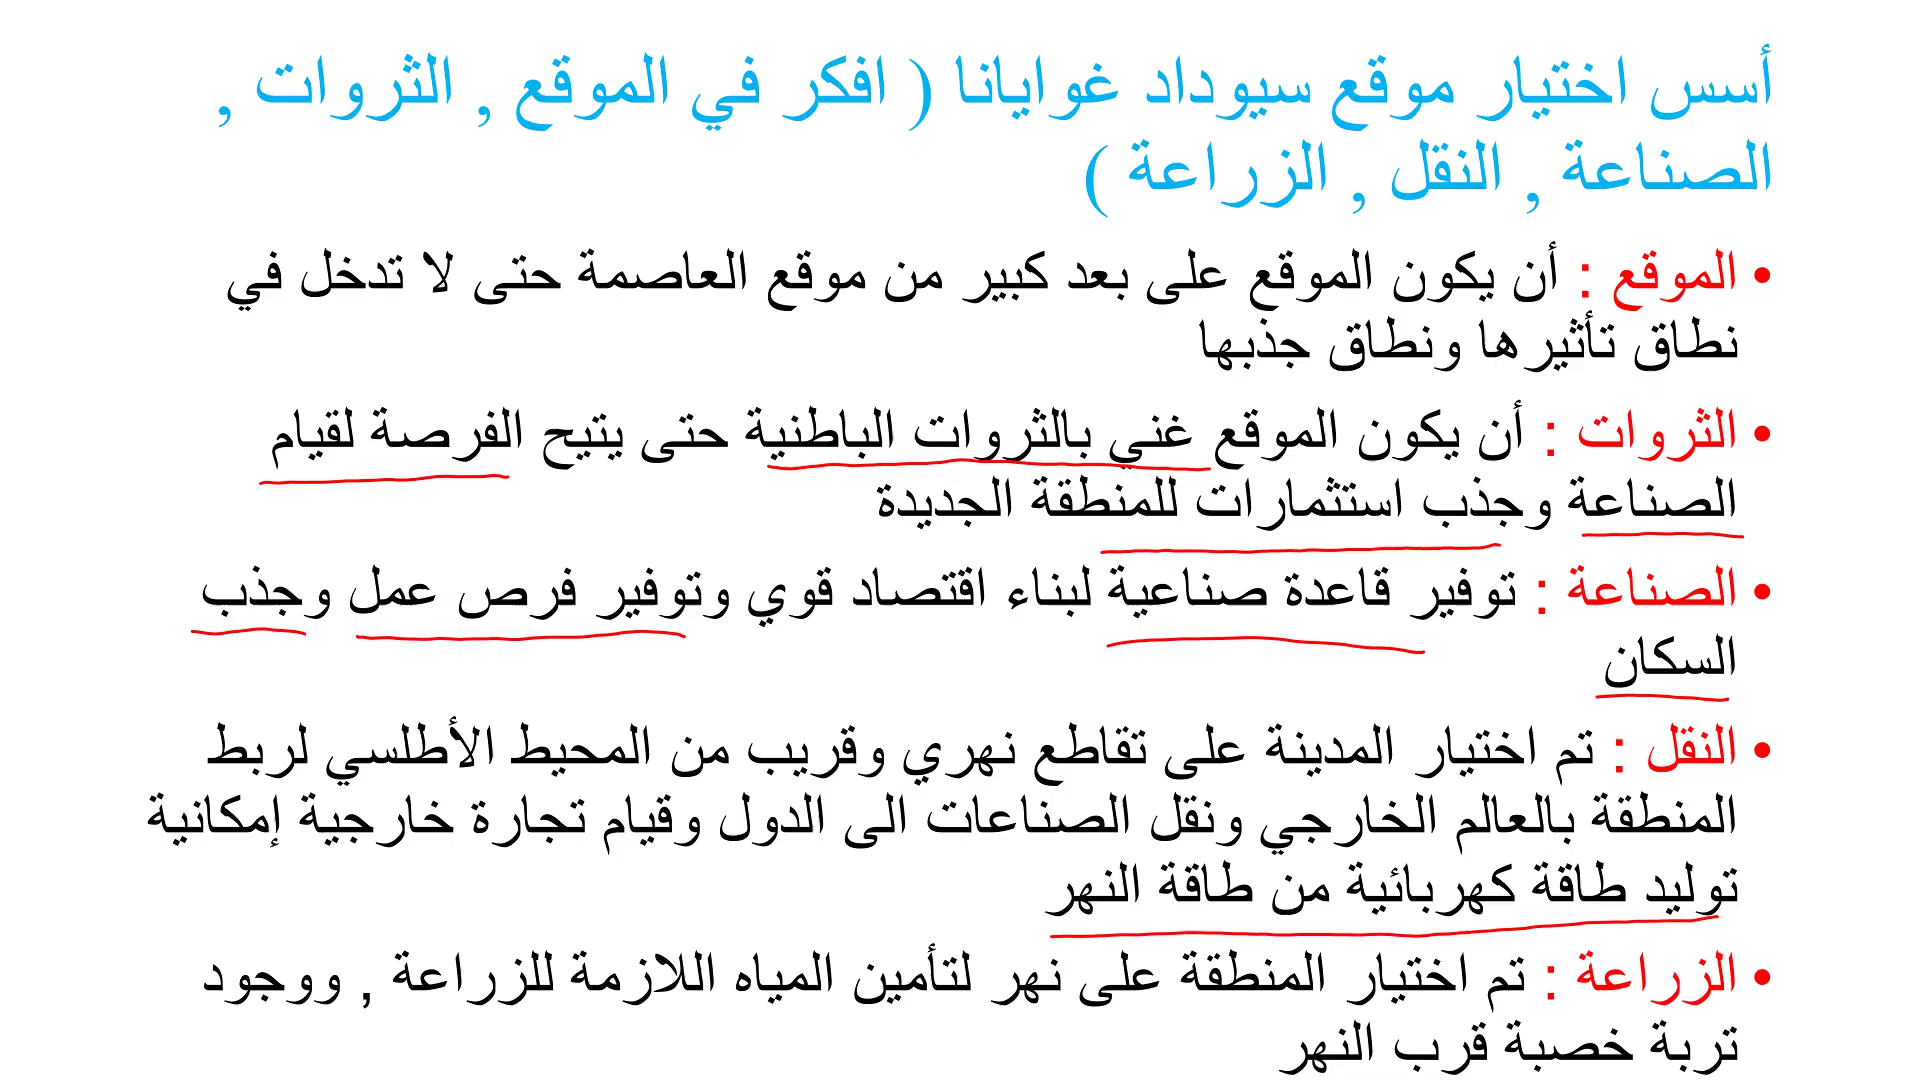 أسس اختيار موقع سيوداد غوايانا ( افكر في الموقع , الثروات ,
الصناعة , النقل , الزراعة )
• الموقع : أن يكون الموقع على بعد كبير من موقع العاصمة حتى لا تدخل في
نطاق تأثيرها ونطاق جذبها
• الثروات : أن يكون الموقع غني بالثروات الباطنية حتى يتيح الفرصة لقيام
الصناعة وجذب استثمارات للمنطقة الجديدة
• الصناعة : توفير قاعدة صناعية لبناء اقتصاد قوي وتوفير فرص عمل وجذب
السكان
• النقل : تم اختيار المدينة على تقاطع نهري وقريب من المحيط الأطلسي لربط
المنطقة بالعالم الخارجي ونقل الصناعات الى الدول وقيام تجارة خارجية إمكانية
توليد طاقة كهربائية من طاقة النهر
• الزراعة : تم اختيار المنطقة على نهر لتأمين المياه اللازمة للزراعة , ووجود
تربة خصبة قرب النهر